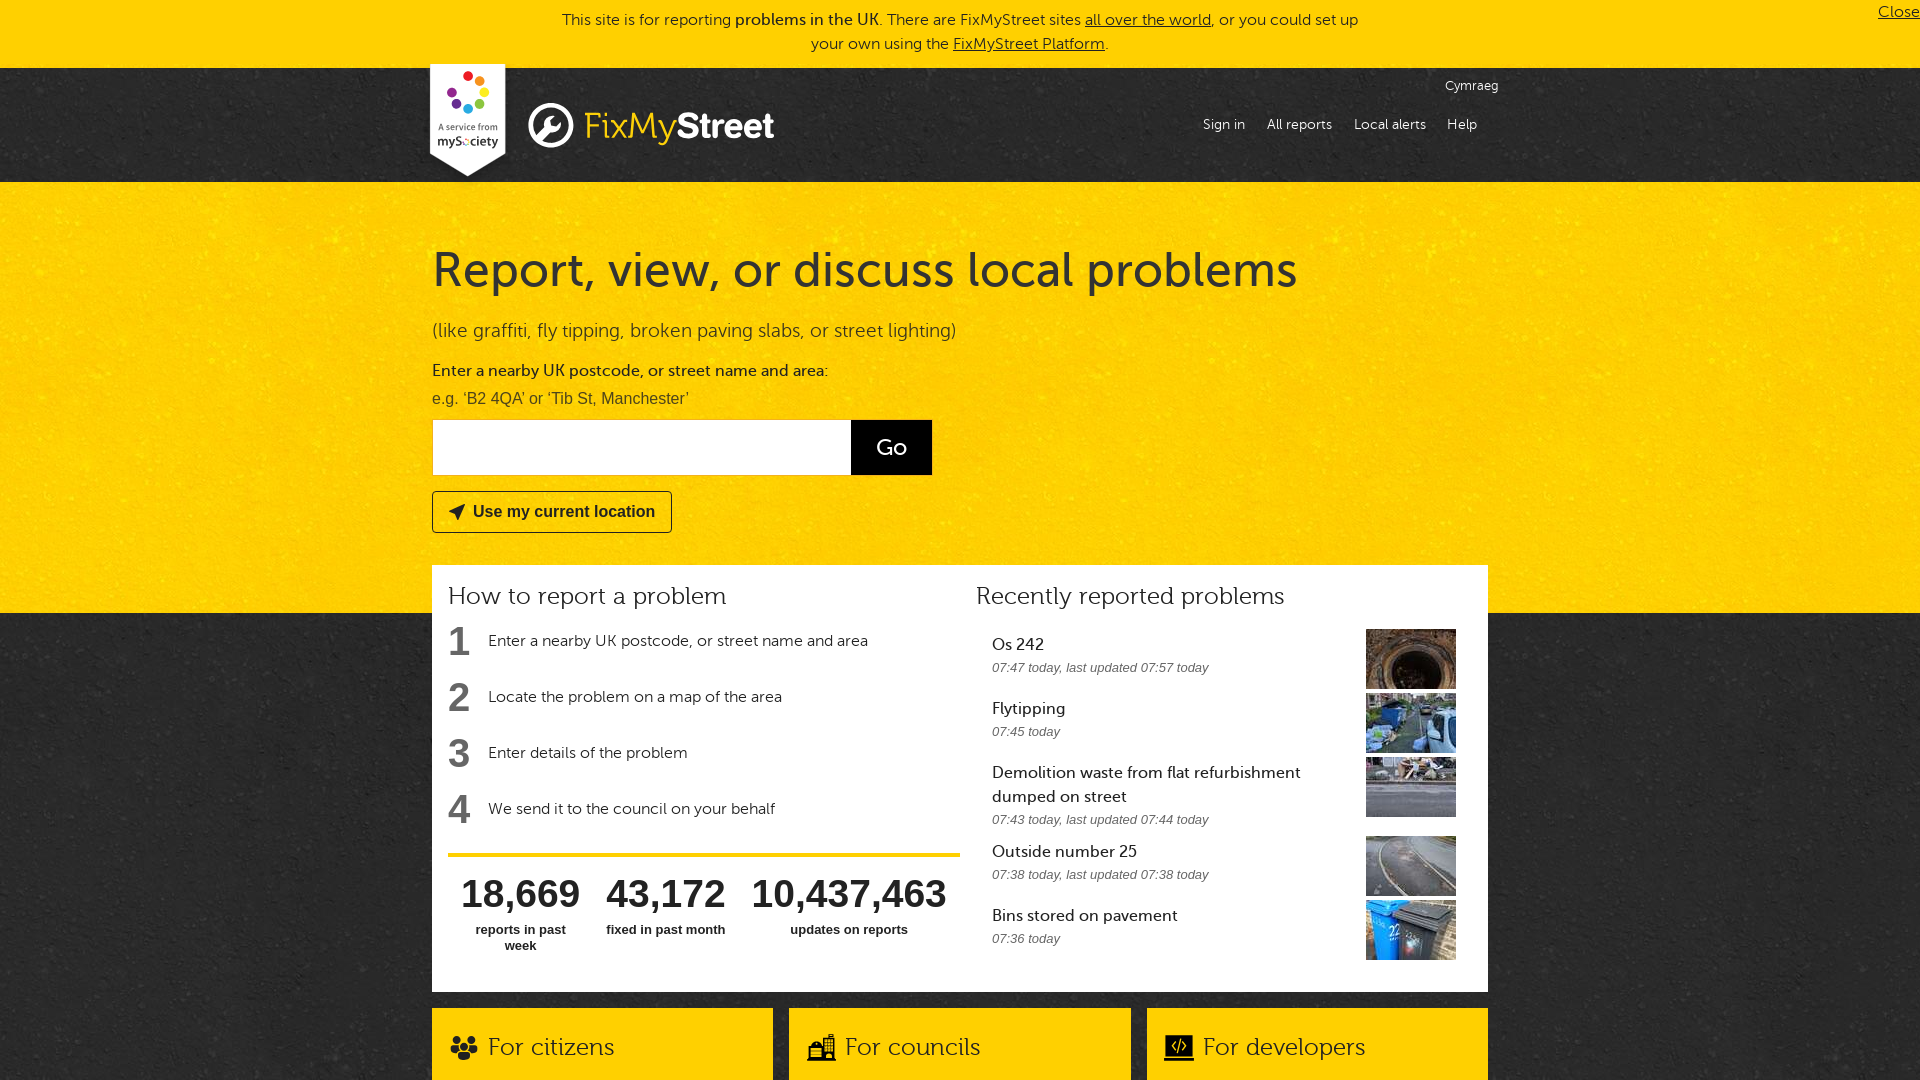 This site is for reporting problems in the UK. There are FixMyStreet sites all over the world, or you could set up
your own using the FixMyStreet Platform.
Close
A service from
mySociety
FixMyStreet
Cymraeg
Sign in
All reports
Local alerts
Help
Report, view, or discuss local problems
(like graffiti, fly tipping, broken paving slabs, or street lighting)
Enter a nearby UK postcode, or street name and area:
e.g. ‘B2 4QA’ or ‘Tib St, Manchester’
Go
Use my current location
How to report a problem
1 Enter a nearby UK postcode, or street name and area
2 Locate the problem on a map of the area
3 Enter details of the problem
4 We send it to the council on your behalf
18,669
reports in past
week
43,172
fixed in past month
10,437,463
updates on reports
Recently reported problems
Os 242
07:47 today, last updated 07:57 today
Flytipping
07:45 today
Demolition waste from flat refurbishment
dumped on street
07:43 today, last updated 07:44 today
Outside number 25
07:38 today, last updated 07:38 today
Bins stored on pavement
07:36 today
22
For citizens
For councils
For developers